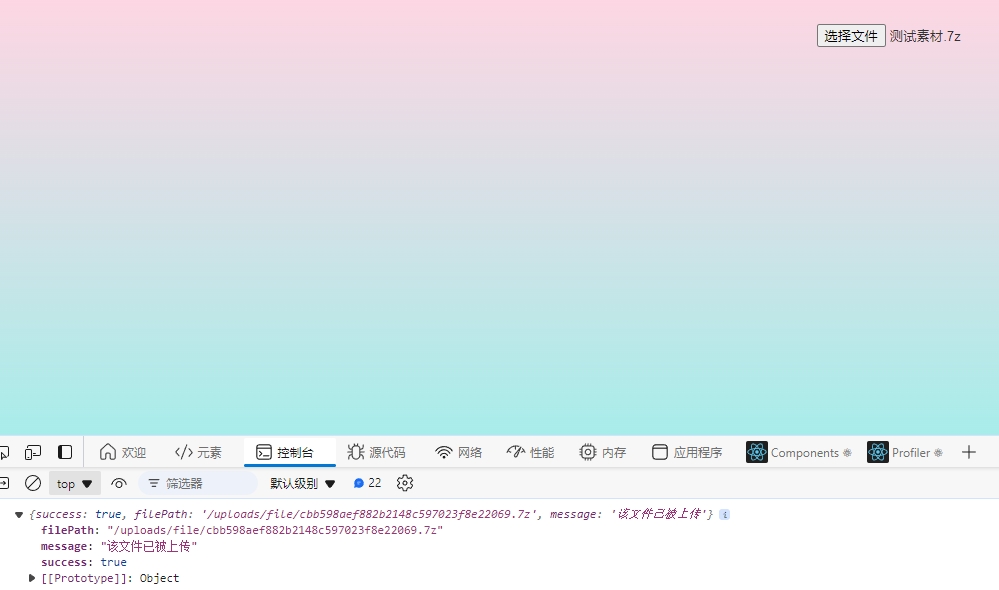 选择文件 测试素材.7z
欢迎 元素 控制台 源代码 网络 性能 内存 应用程序 Components Profiler
top 筛选器 默认级别 22
{success: true, filePath: '/uploads/file/cbb598aef882b2148c597023f8e22069.7z', message: '该文件已被上传'}
filePath: "/uploads/file/cbb598aef882b2148c597023f8e22069.7z"
message: "该文件已被上传"
success: true
[[Prototype]]: Object